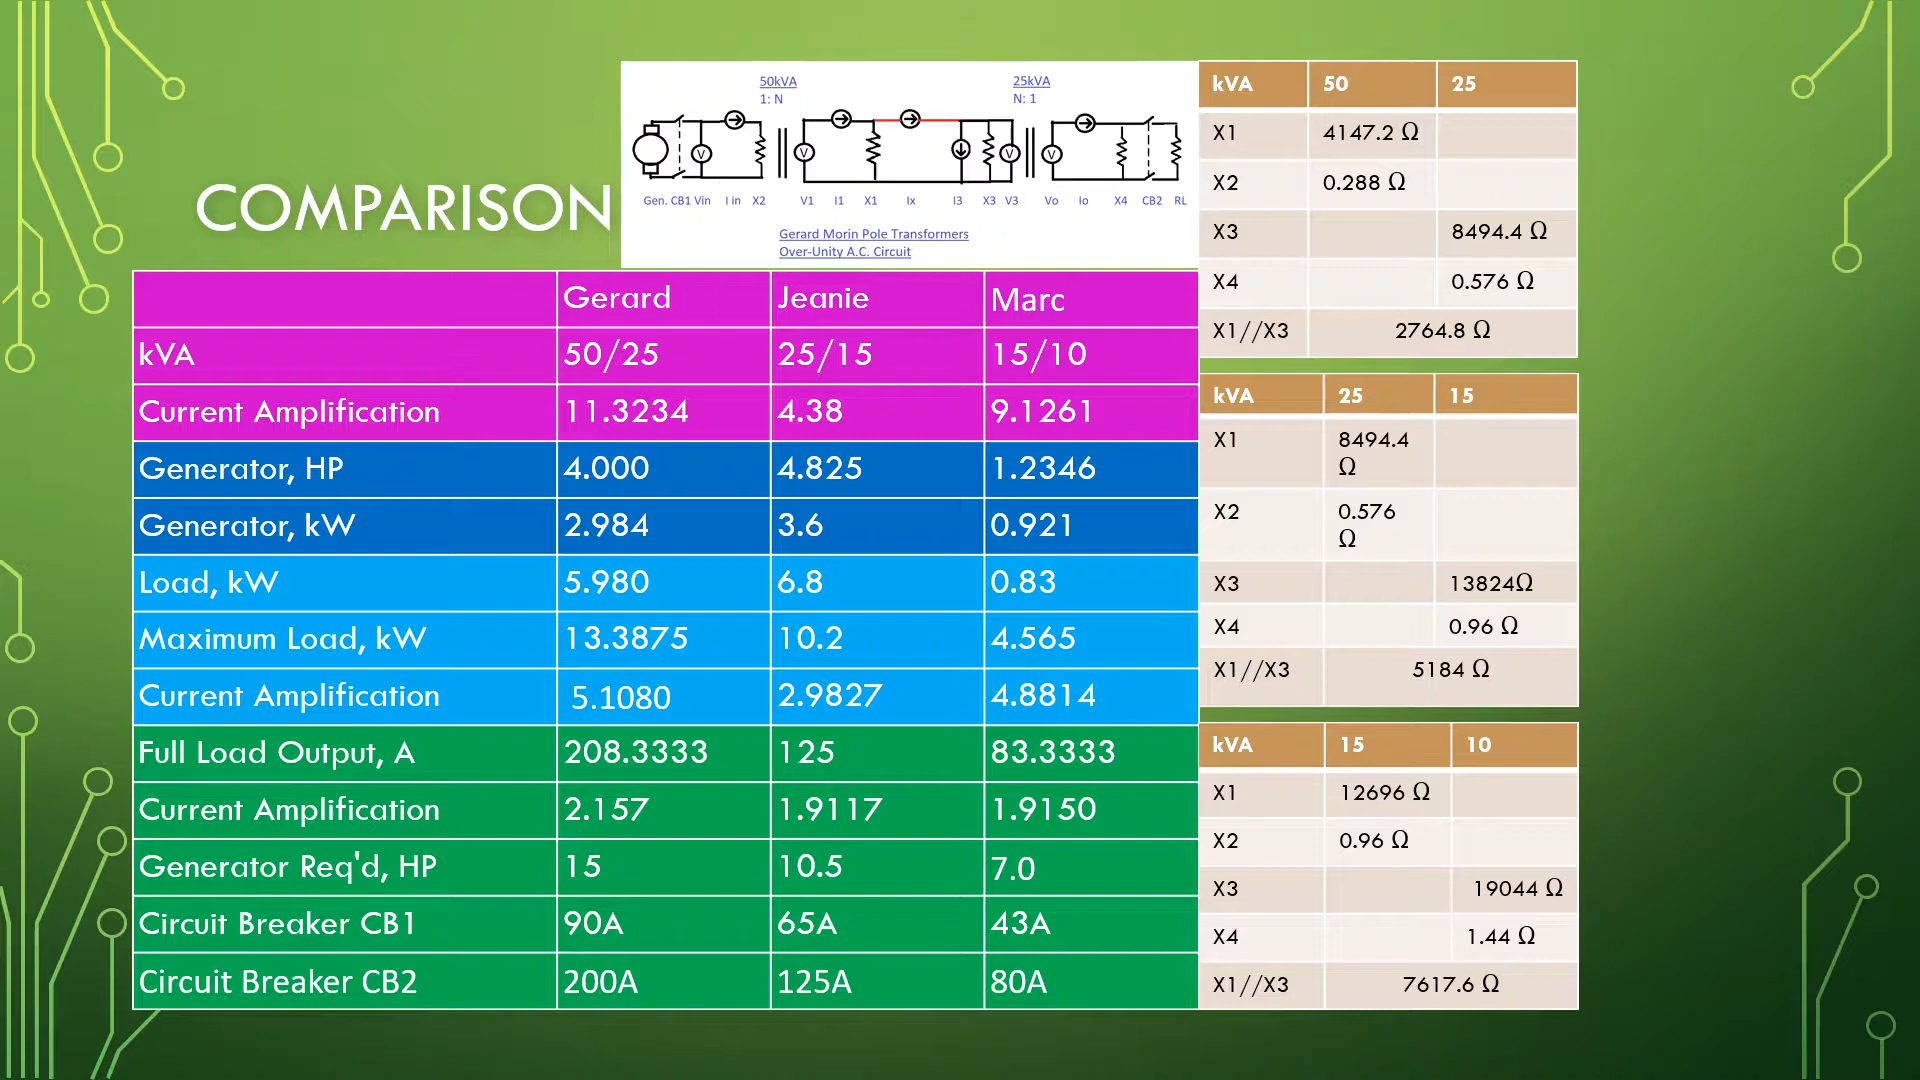 COMPARISON
50kVA
1: N
25kVA
N: 1
V V V V
Gen. CB1 Vin I in X2 V1 I1 X1 Ix I3 X3 V3 Vo Io X4 CB2 RL
Gerard Morin Pole Transformers
Over-Unity A.C. Circuit
Gerard Jeanie Marc
kVA 50/25 25/15 15/10
Current Amplification 11.3234 4.38 9.1261
Generator, HP 4.000 4.825 1.2346
Generator, kW 2.984 3.6 0.921
Load, kW 5.980 6.8 0.83
Maximum Load, kW 13.3875 10.2 4.565
Current Amplification 5.1080 2.9827 4.8814
Full Load Output, A 208.3333 125 83.3333
Current Amplification 2.157 1.9117 1.9150
Generator Req'd, HP 15 10.5 7.0
Circuit Breaker CB1 90A 65A 43A
Circuit Breaker CB2 200A 125A 80A
kVA 50 25
X1 4147.2 Ω
X2 0.288 Ω
X3 8494.4 Ω
X4 0.576 Ω
X1//X3 2764.8 Ω
kVA 25 15
X1 8494.4
Ω
X2 0.576
Ω
X3 13824Ω
X4 0.96 Ω
X1//X3 5184 Ω
kVA 15 10
X1 12696 Ω
X2 0.96 Ω
X3 19044 Ω
X4 1.44 Ω
X1//X3 7617.6 Ω